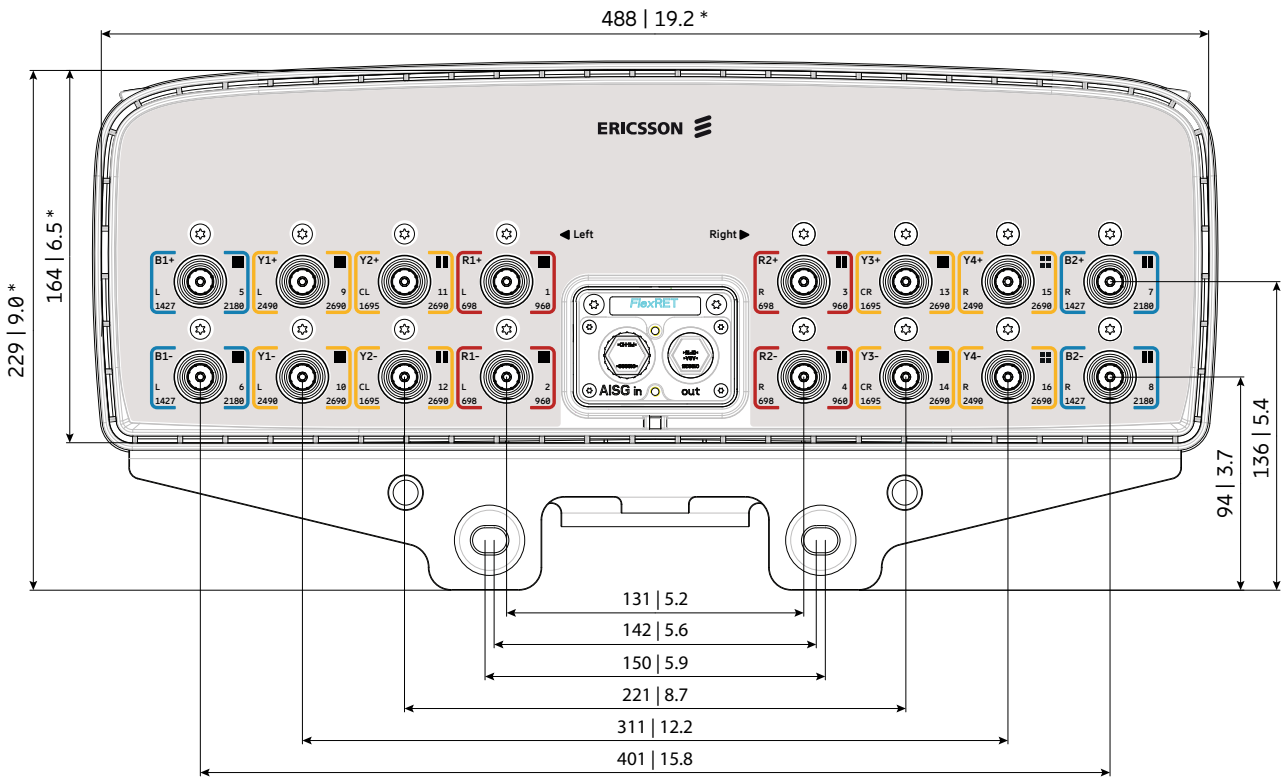 488 | 19.2 *
229 | 9.0 *
164 | 6.5 *
ERICSSON
Left
Right
B1+ Y1+ Y2+ R1+ R2+ Y3+ Y4+ B2+
L 5 L 9 CL 11 L 1 R 3 CR 13 R 15 R 7
1427 2180 2490 2690 1695 2690 698 960 698 960 1695 2690 2490 2690 1427 2180
FlexRET
B1- Y1- Y2- R1- R2- Y3- Y4- B2-
L 6 L 10 CL 12 L 2 R 4 CR 14 R 16 R 8
1427 2180 2490 2690 1695 2690 698 960 698 960 1695 2690 2490 2690 1427 2180
AISG in out
94 | 3.7
136 | 5.4
131 | 5.2
142 | 5.6
150 | 5.9
221 | 8.7
311 | 12.2
401 | 15.8